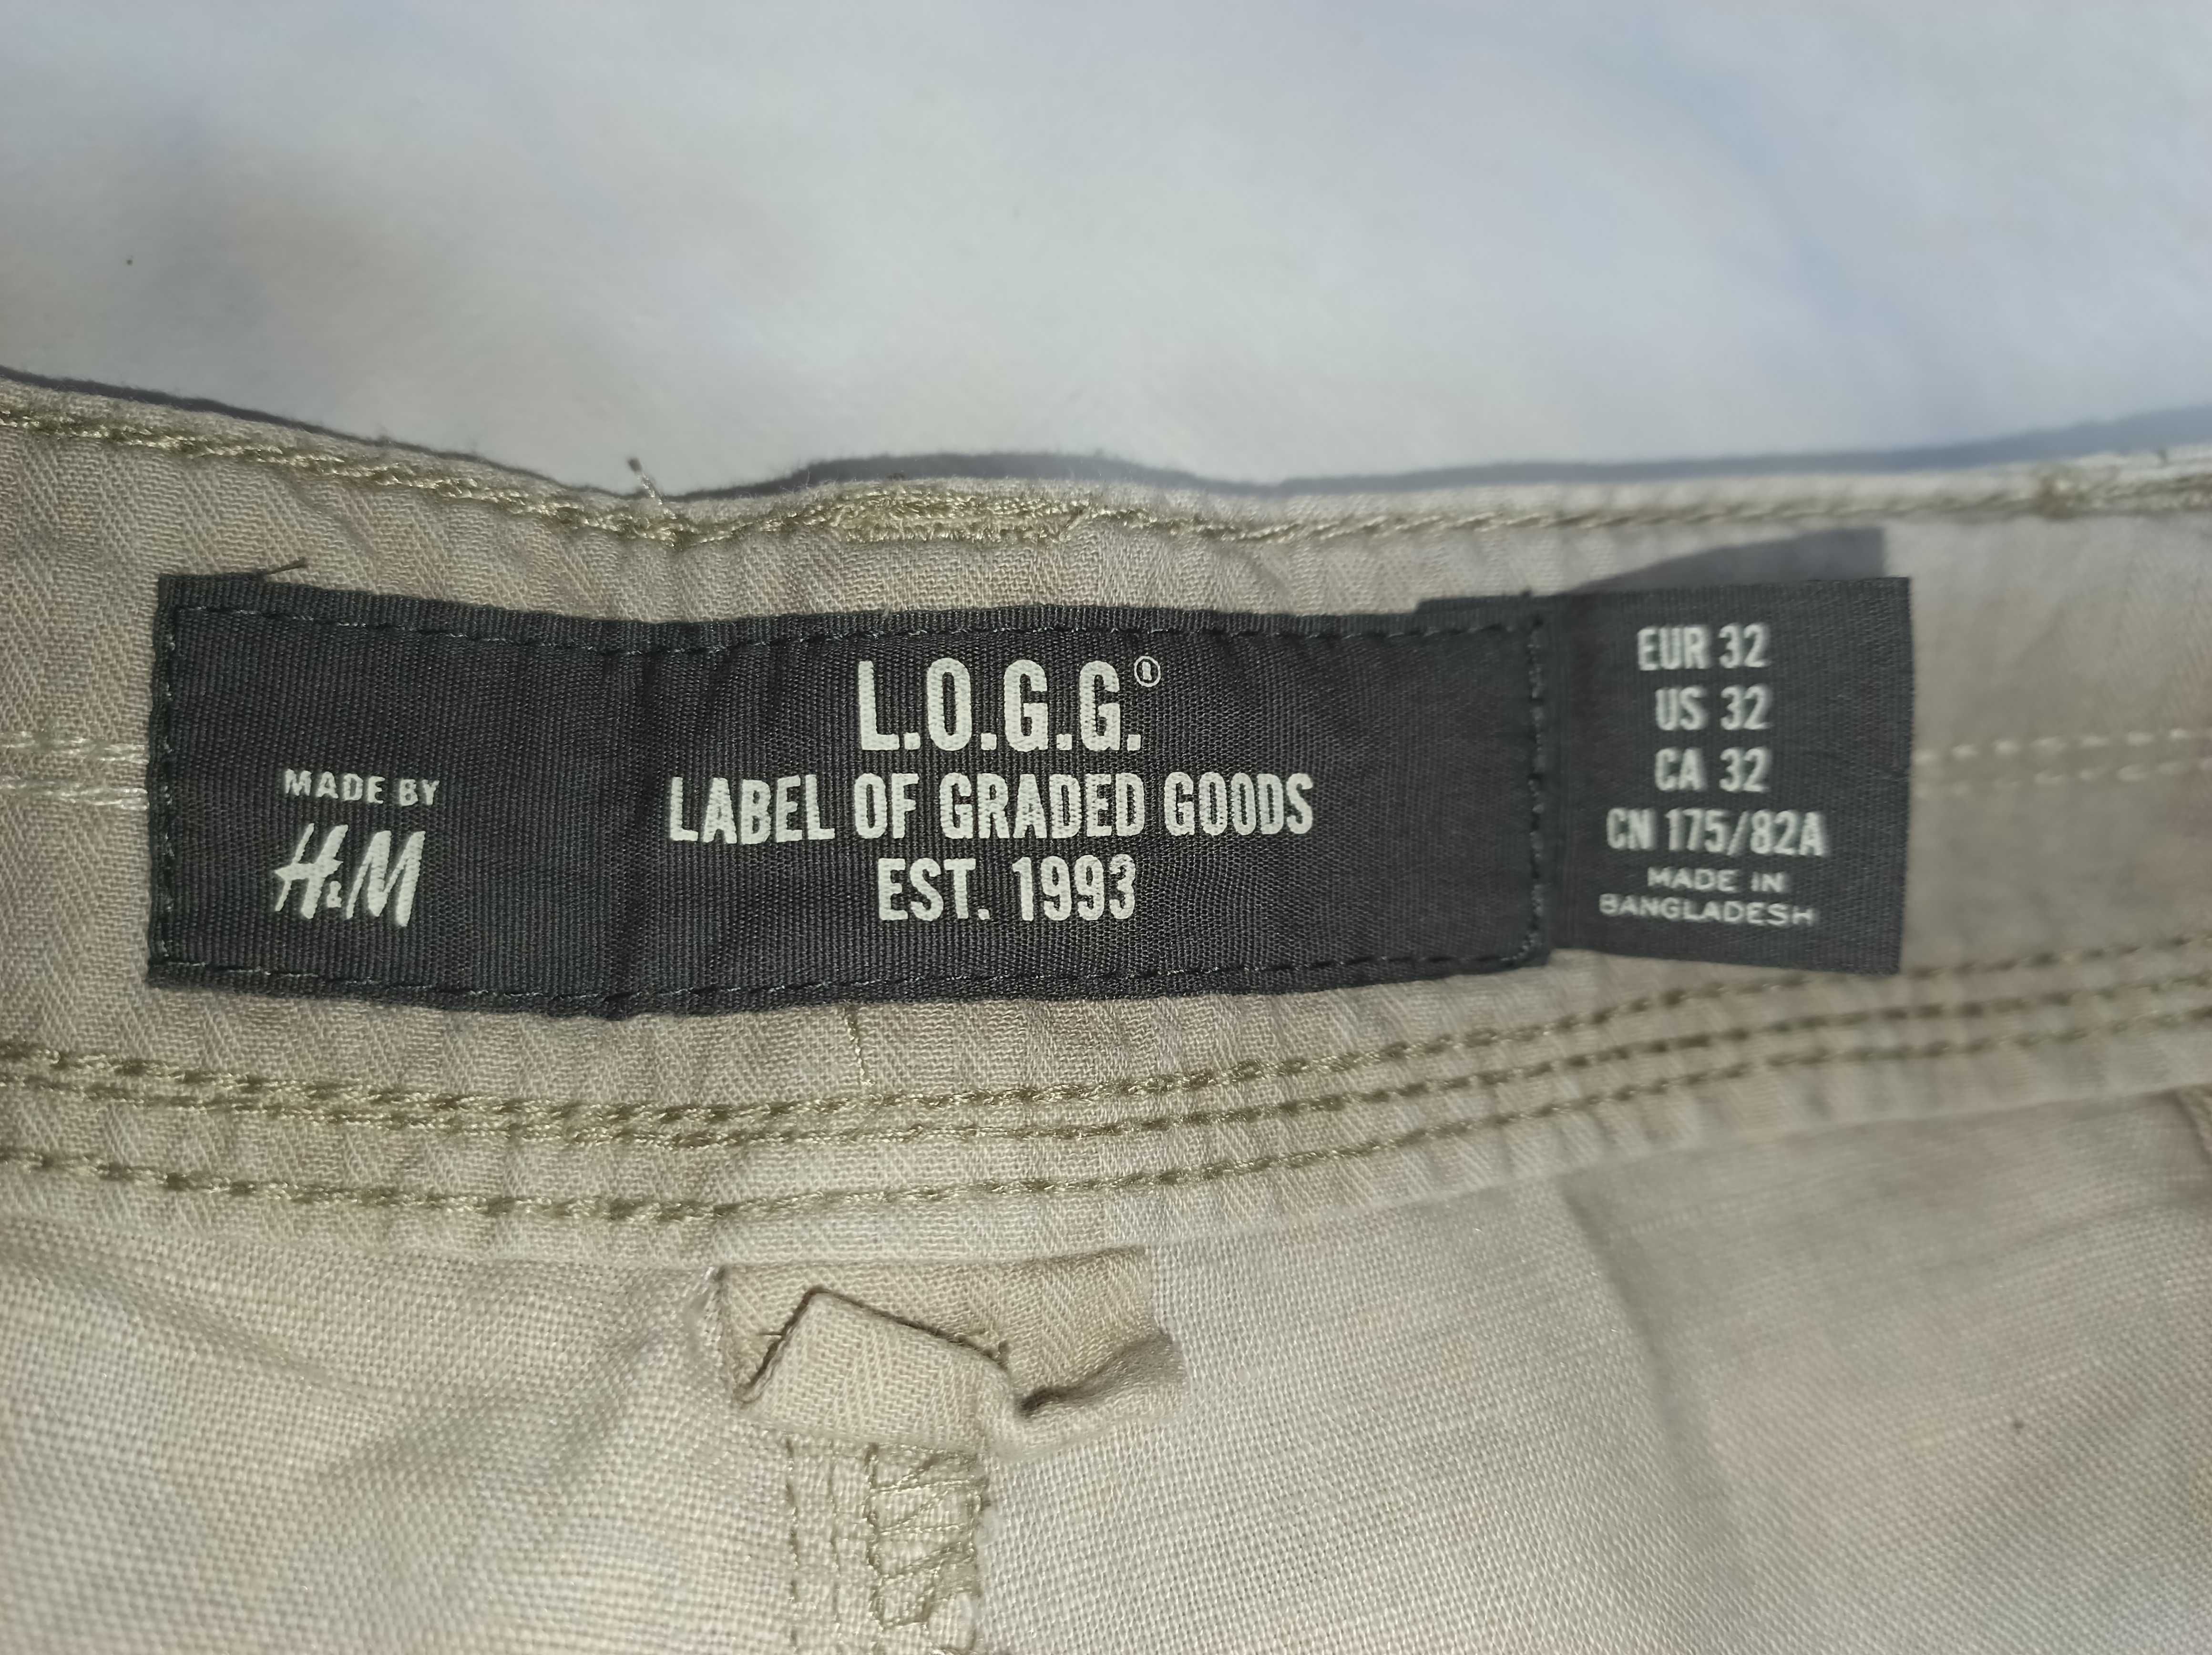 MADE BY
H&M
L.O.G.G.®
LABEL OF GRADED GOODS
EST. 1993
EUR 32
US 32
CA 32
CN 175/82A
MADE IN
BANGLADESH